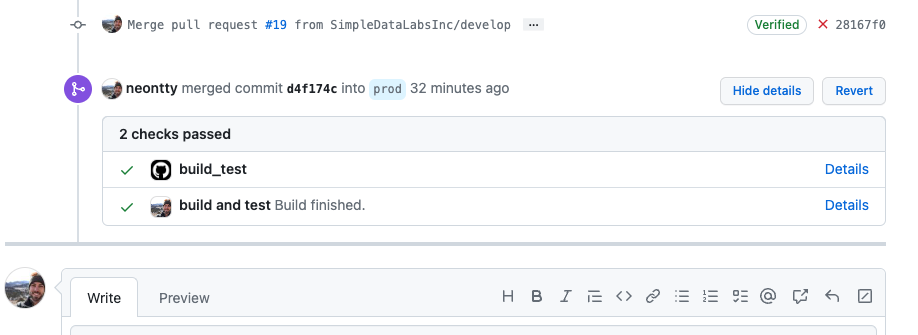 Merge pull request #19 from SimpleDataLabsInc/develop ... Verified 28167f0
neontty merged commit d4f174c into prod 32 minutes ago Hide details Revert
2 checks passed
build_test Details
build and test Build finished. Details
Write Preview H B I @